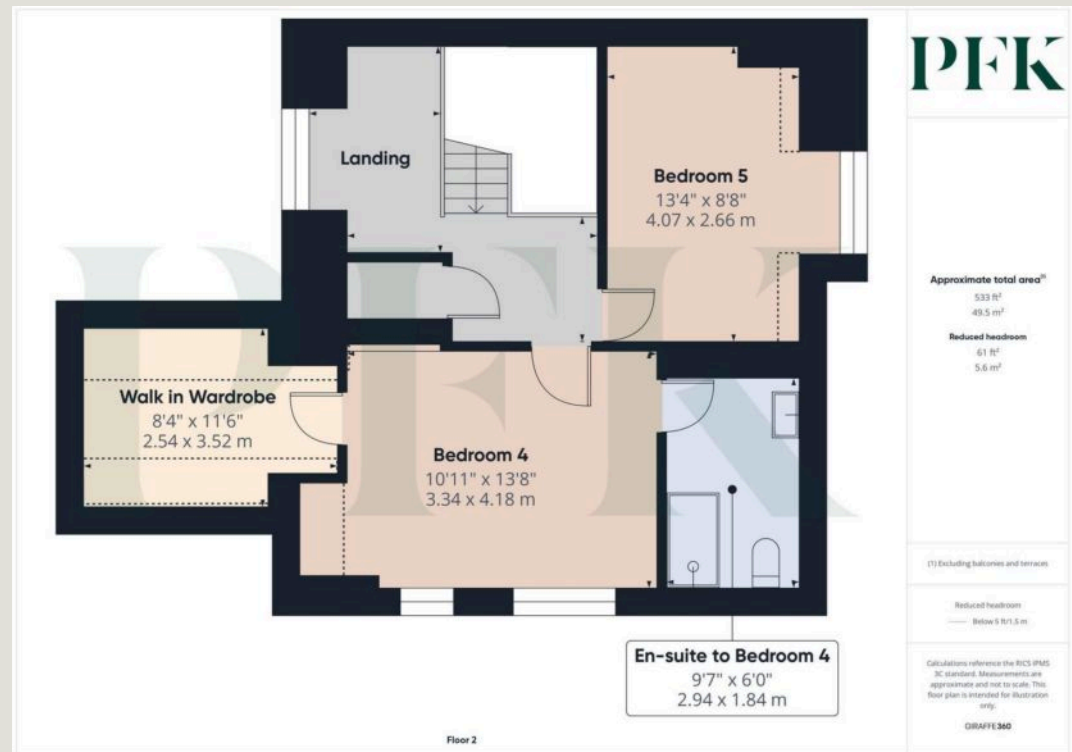 PFK
Landing
Bedroom 5
13'4" x 8'8"
4.07 x 2.66 m
Walk in Wardrobe
8'4" x 11'6"
2.54 x 3.52 m
Bedroom 4
10'11" x 13'8"
3.34 x 4.18 m
En-suite to Bedroom 4
9'7" x 6'0"
2.94 x 1.84 m
Floor 2
PFK
Approximate total area(1)
533 ft²
49.5 m²
Reduced headroom
61 ft²
5.6 m²
(1) Excluding balconies and terraces
Reduced headroom
Below 5 ft/1.5 m
Calculations reference the RICS IPMS
3C standard. Measurements are
approximate and not to scale. This
floor plan is intended for illustration
only.
GIRAFFE360